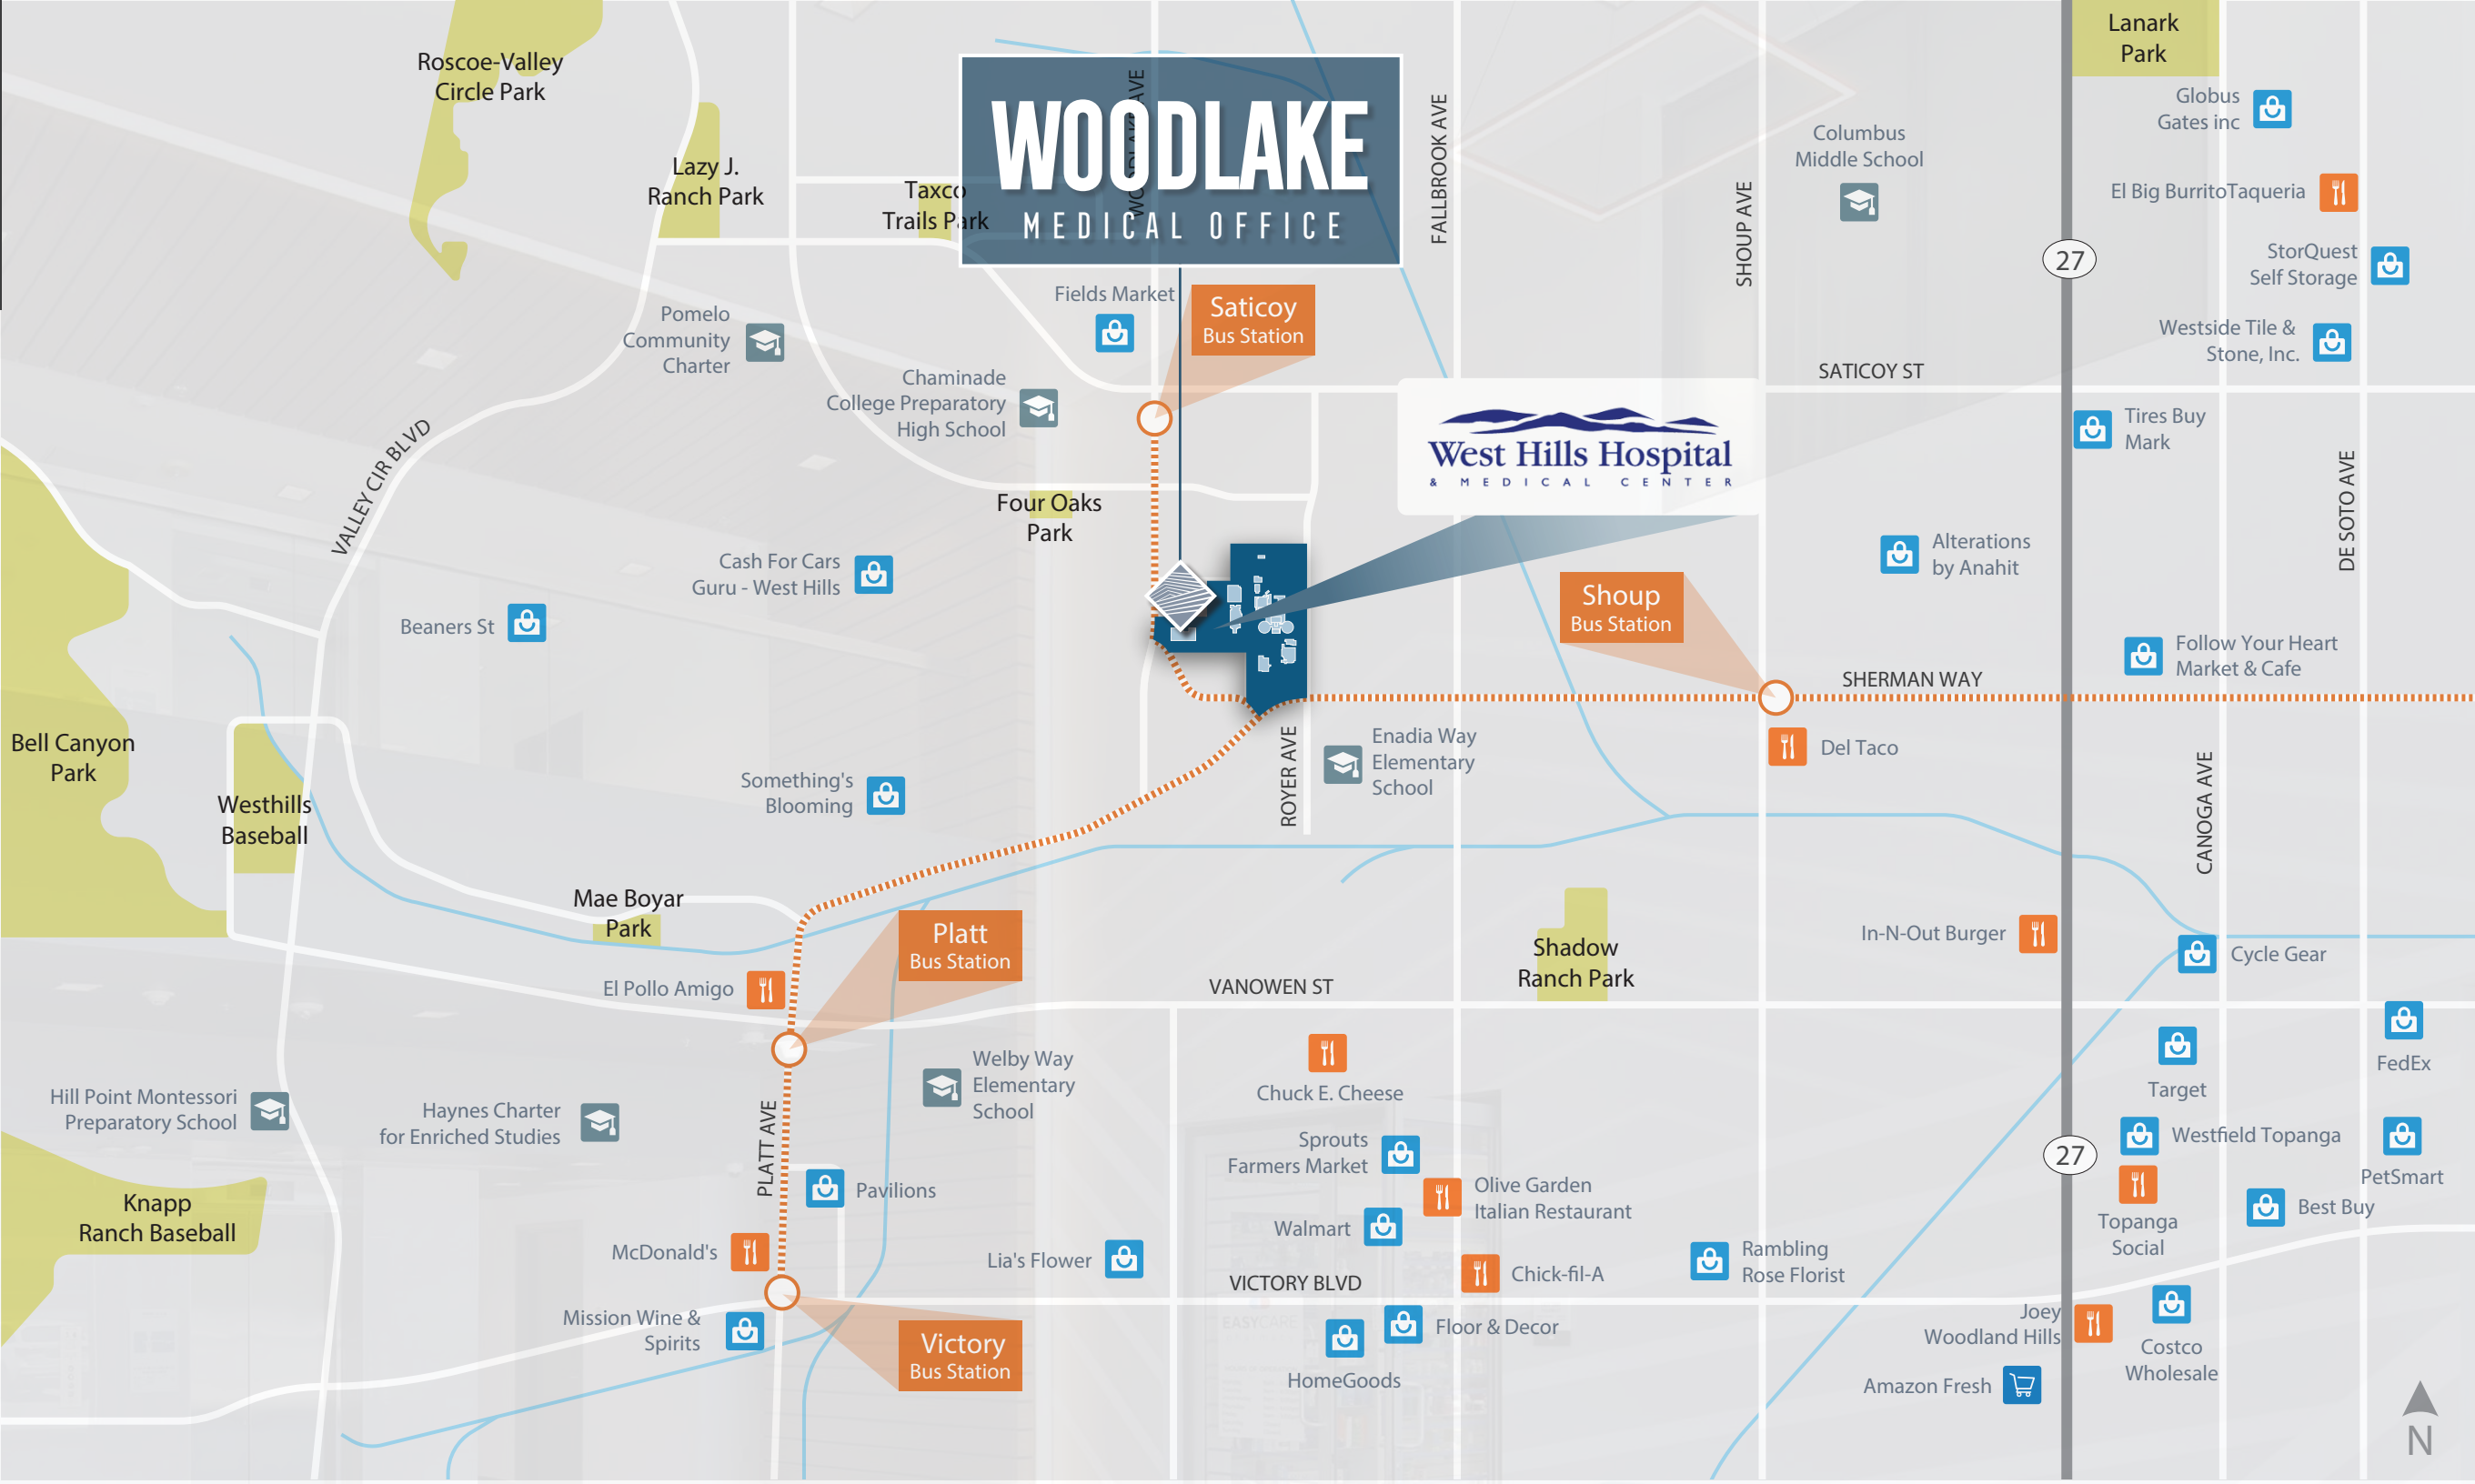 Roscoe-Valley
Circle Park
Lazy J.
Ranch Park
Taxco
Trails Park
WOODLAKE AVE
WOODLAKE
MEDICAL OFFICE
FALLBROOK AVE
SHOUP AVE
Columbus
Middle School
Lanark
Park
Globus
Gates inc
El Big BurritoTaqueria
27
StorQuest
Self Storage
Westside Tile &
Stone, Inc.
Fields Market
Saticoy
Bus Station
Pomelo
Community
Charter
Chaminade
College Preparatory
High School
SATICOY ST
Tires Buy
Mark
West Hills Hospital
& MEDICAL CENTER
VALLEY CIR BLVD
DE SOTO AVE
Four Oaks
Park
Cash For Cars
Guru - West Hills
Beaners St
Alterations
by Anahit
Shoup
Bus Station
Follow Your Heart
Market & Cafe
SHERMAN WAY
Bell Canyon
Park
Westhills
Baseball
Something's
Blooming
ROYER AVE
Enadia Way
Elementary
School
Del Taco
CANOGA AVE
Mae Boyar
Park
Platt
Bus Station
El Pollo Amigo
Shadow
Ranch Park
In-N-Out Burger
Cycle Gear
VANOWEN ST
Hill Point Montessori
Preparatory School
Haynes Charter
for Enriched Studies
PLATT AVE
Welby Way
Elementary
School
Chuck E. Cheese
Target
FedEx
Sprouts
Farmers Market
27
Westfield Topanga
PetSmart
Knapp
Ranch Baseball
Pavilions
Olive Garden
Italian Restaurant
Walmart
Topanga
Social
Best Buy
McDonald's
Lia's Flower
Chick-fil-A
Rambling
Rose Florist
VICTORY BLVD
Mission Wine &
Spirits
Victory
Bus Station
Floor & Decor
HomeGoods
Joey
Woodland Hills
Costco
Wholesale
Amazon Fresh
N